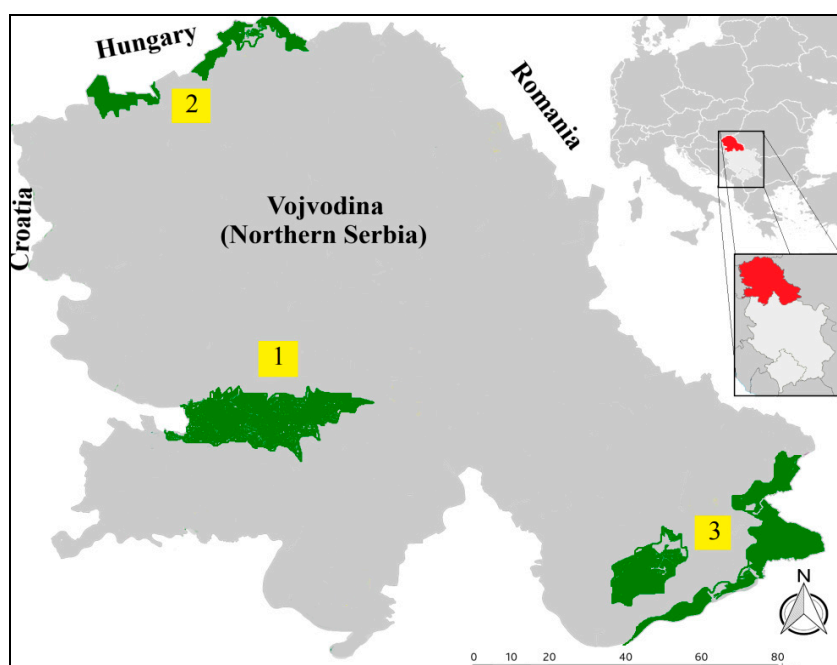 Hungary
Romania
2
Croatia
Vojvodina
(Northern Serbia)
1
3
N
0 10 20 40 60 80